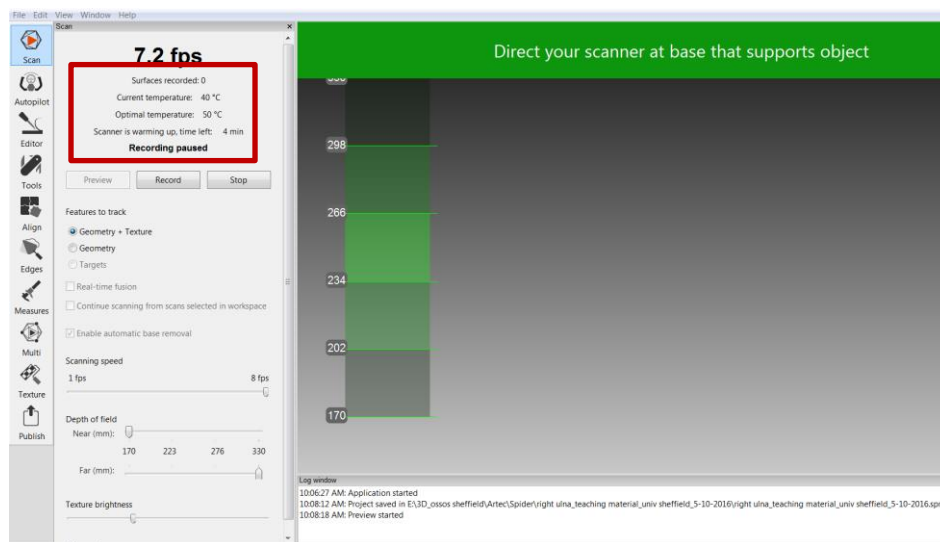 File Edit View Window Help
Scan ×
Scan
Autopilot
Editor
Tools
Align
Edges
Measures
Multi
Texture
Publish
7.2 fps
Surfaces recorded: 0
Current temperature: 40 °C
Optimal temperature: 50 °C
Scanner is warming up, time left: 4 min
Recording paused
Preview Record Stop
Features to track
Geometry + Texture
Geometry
Targets
Real-time fusion
Continue scanning from scans selected in workspace
Enable automatic base removal
Scanning speed
1 fps 8 fps
Depth of field
Near (mm):
170 223 276 330
Far (mm):
Texture brightness
Direct your scanner at base that supports object
298
266
234
202
170
Log window
10:06:27 AM: Application started
10:08:12 AM: Project saved in E:\3D_ossos sheffield\Artec\Spider\right ulna_teaching material_univ sheffield_5-10-2016\right ulna_teaching material_univ sheffield_5-10-2016.spr
10:08:18 AM: Preview started